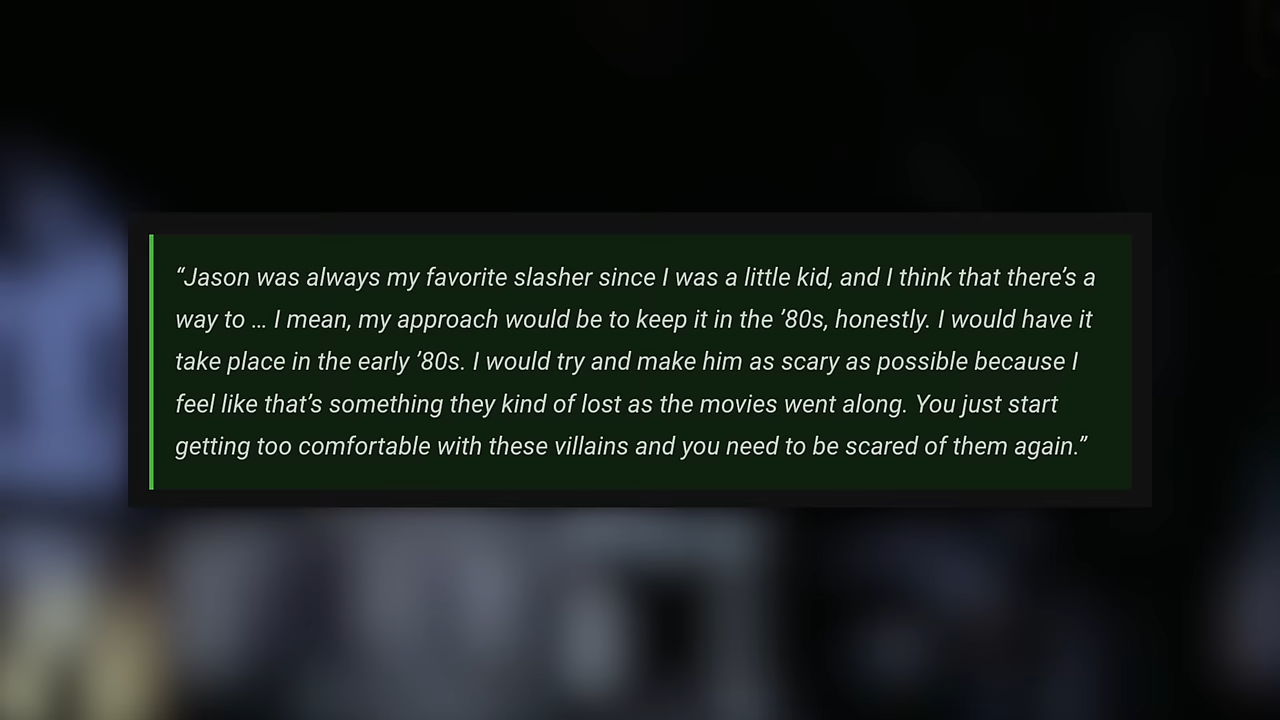 “Jason was always my favorite slasher since I was a little kid, and I think that there’s a
way to … I mean, my approach would be to keep it in the ’80s, honestly. I would have it
take place in the early ’80s. I would try and make him as scary as possible because I
feel like that’s something they kind of lost as the movies went along. You just start
getting too comfortable with these villains and you need to be scared of them again.”